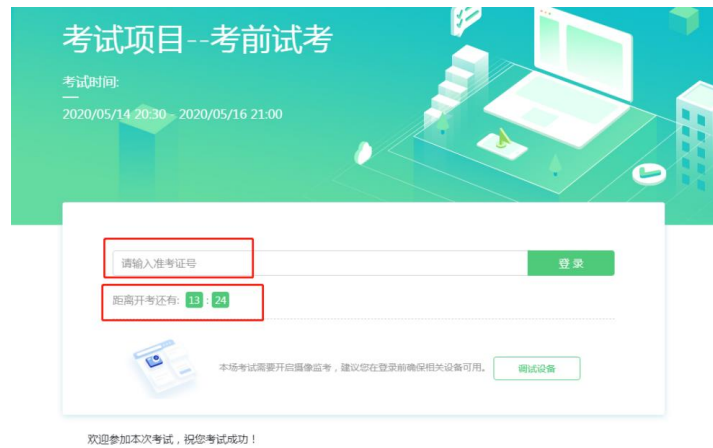 考试项目--考前试考
考试时间:
2020/05/14 20:30 - 2020/05/16 21:00
请输入准考证号
登 录
距离开考还有: 13 : 24
本场考试需要开启摄像监考，建议您在登录前确保相关设备可用。
调试设备
欢迎参加本次考试，祝您考试成功！